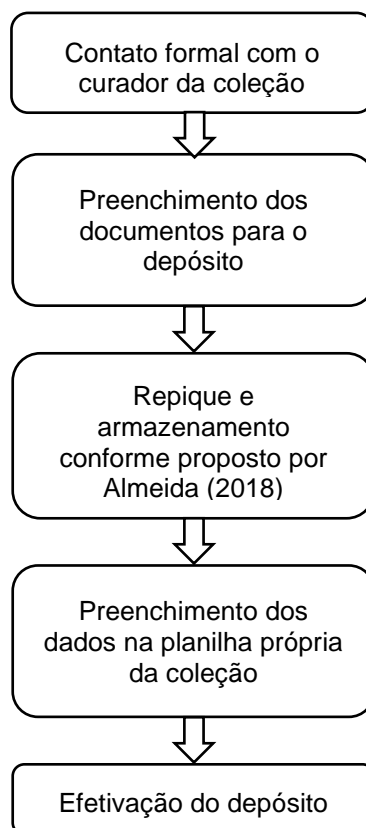 Contato formal com o
curador da coleção
Preenchimento dos
documentos para o
depósito
Repique e
armazenamento
conforme proposto por
Almeida (2018)
Preenchimento dos
dados na planilha própria
da coleção
Efetivação do depósito